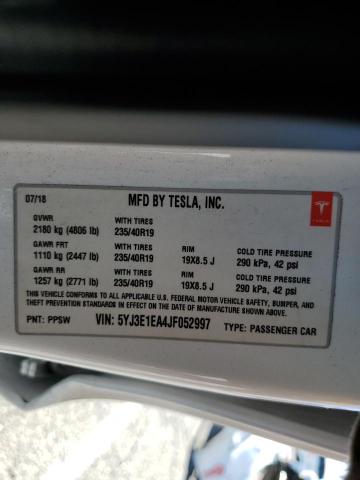 07/18 MFD BY TESLA, INC.
GVWR WITH TIRES
2180 kg (4806 lb) 235/40R19
GAWR FRT WITH TIRES RIM COLD TIRE PRESSURE
1110 kg (2447 lb) 235/40R19 19X8.5 J 290 kPa, 42 psi
GAWR RR WITH TIRES RIM COLD TIRE PRESSURE
1257 kg (2771 lb) 235/40R19 19X8.5 J 290 kPa, 42 psi
THIS VEHICLE CONFORMS TO ALL APPLICABLE U.S. FEDERAL MOTOR VEHICLE SAFETY, BUMPER, AND
THEFT PREVENTION STANDARDS IN EFFECT ON THE DATE OF MANUFACTURE SHOWN ABOVE.
PNT: PPSW VIN: 5YJ3E1EA4JF052997 TYPE: PASSENGER CAR